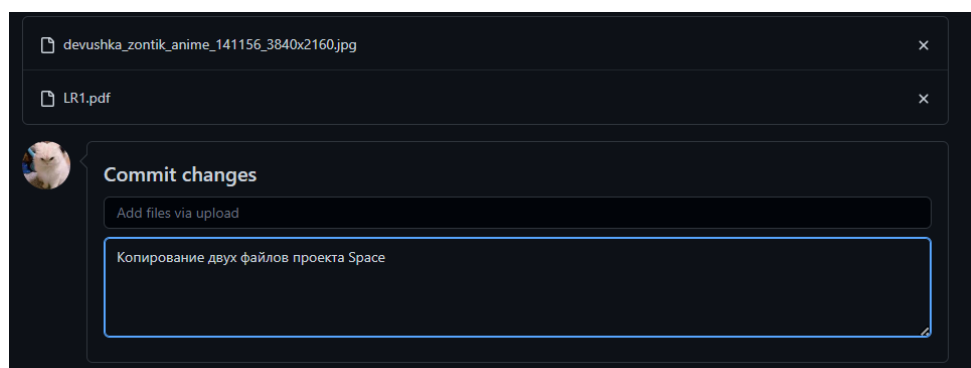 devushka_zontik_anime_141156_3840x2160.jpg
LR1.pdf
Commit changes
Add files via upload
Копирование двух файлов проекта Space